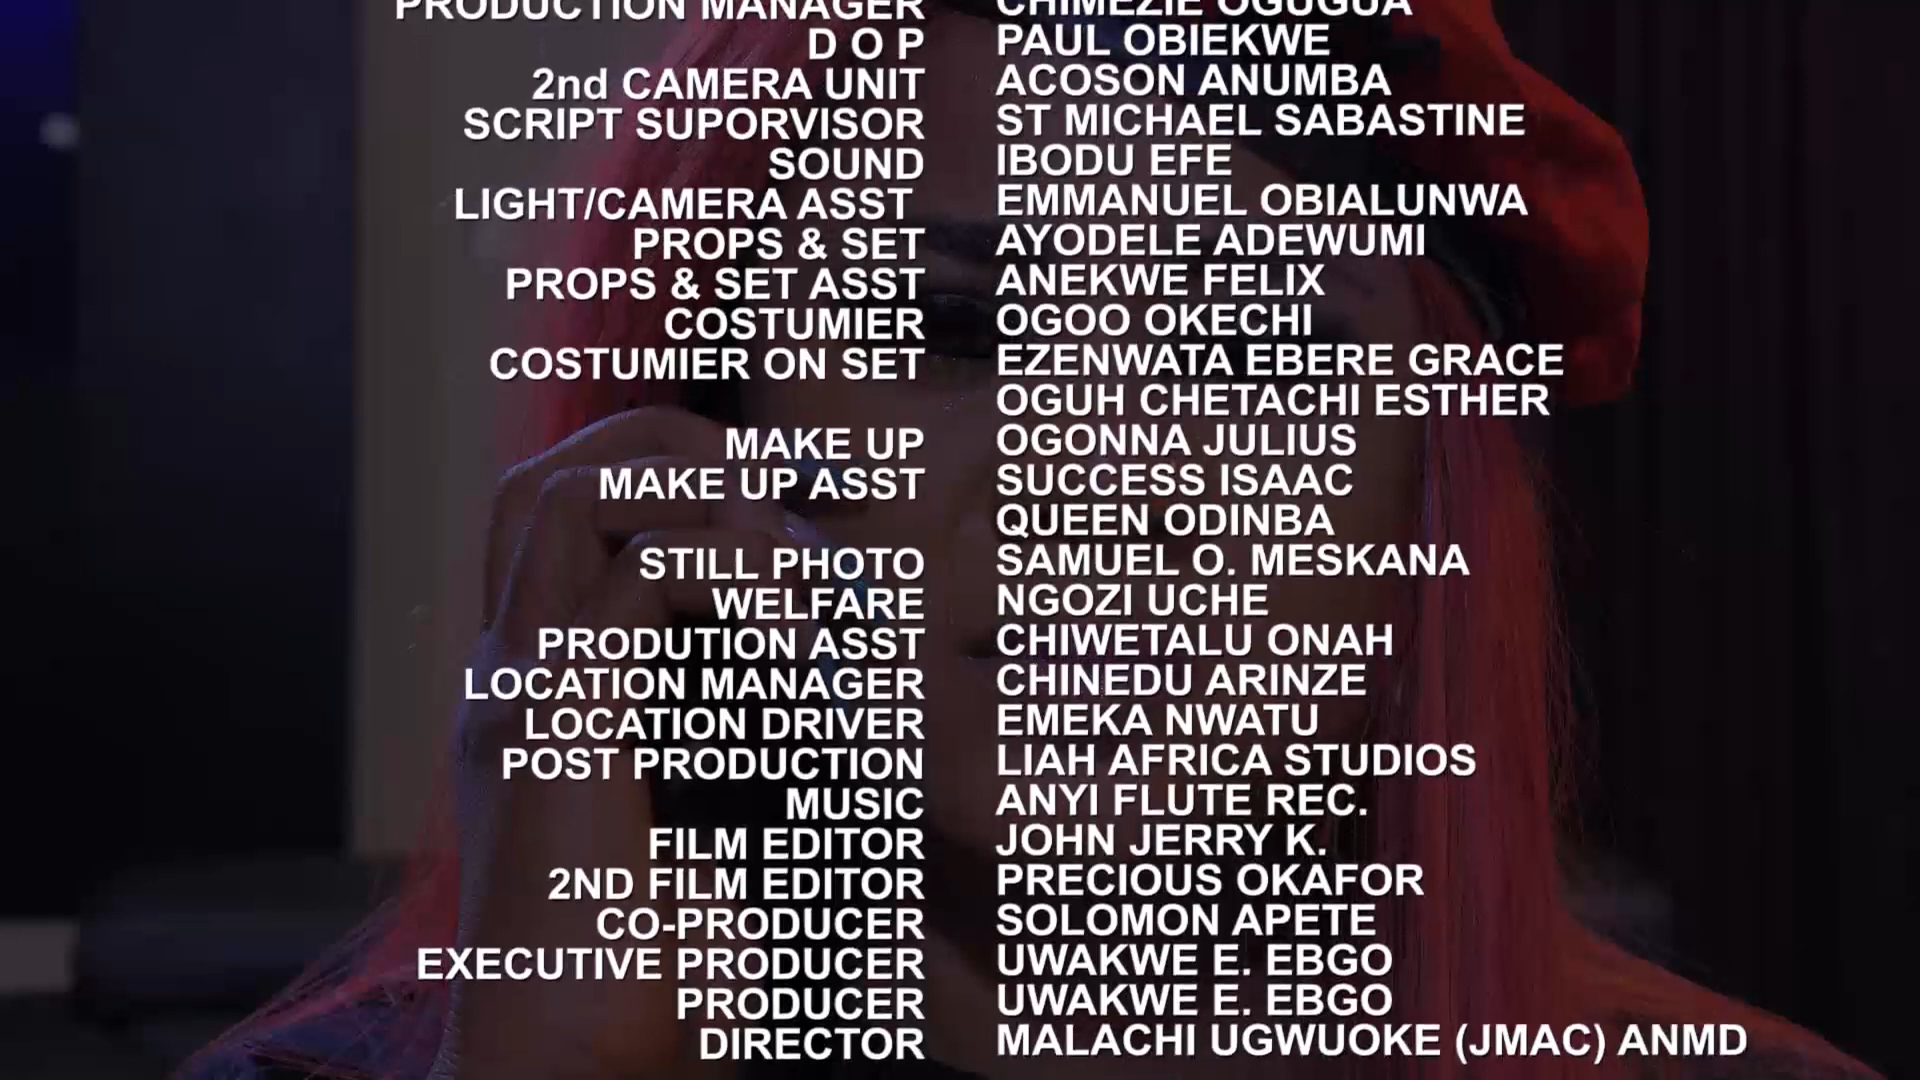 PRODUCTION MANAGER CHIMEZIE OGUGUA
D O P PAUL OBIEKWE
2nd CAMERA UNIT ACOSON ANUMBA
SCRIPT SUPORVISOR ST MICHAEL SABASTINE
SOUND IBODU EFE
LIGHT/CAMERA ASST EMMANUEL OBIALUNWA
PROPS & SET AYODELE ADEWUMI
PROPS & SET ASST ANEKWE FELIX
COSTUMIER OGOO OKECHI
COSTUMIER ON SET EZENWATA EBERE GRACE
OGUH CHETACHI ESTHER
MAKE UP OGONNA JULIUS
MAKE UP ASST SUCCESS ISAAC
QUEEN ODINBA
STILL PHOTO SAMUEL O. MESKANA
WELFARE NGOZI UCHE
PRODUTION ASST CHIWETALU ONAH
LOCATION MANAGER CHINEDU ARINZE
LOCATION DRIVER EMEKA NWATU
POST PRODUCTION LIAH AFRICA STUDIOS
MUSIC ANYI FLUTE REC.
FILM EDITOR JOHN JERRY K.
2ND FILM EDITOR PRECIOUS OKAFOR
CO-PRODUCER SOLOMON APETE
EXECUTIVE PRODUCER UWAKWE E. EBGO
PRODUCER UWAKWE E. EBGO
DIRECTOR MALACHI UGWUOKE (JMAC) ANMD